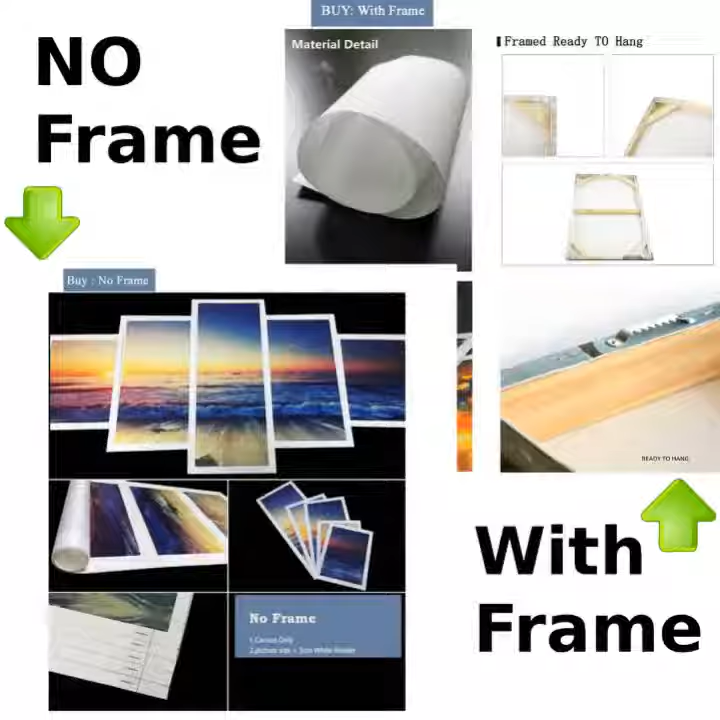 BUY: With Frame
NO
Frame
Material Detail
Framed Ready TO Hang
Buy : No Frame
READY TO HANG
With
Frame
No Frame
1.Canvas Only